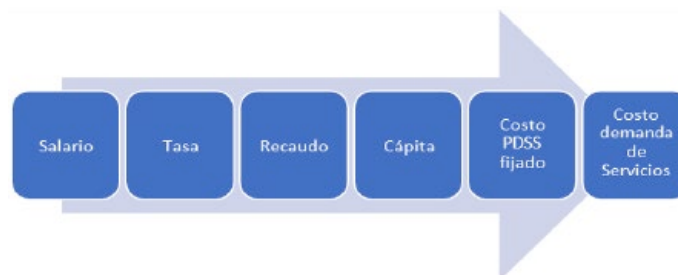 Salario
Tasa
Recaudo
Cápita
Costo
PDSS
fijado
Costo
demanda
de
Servicios